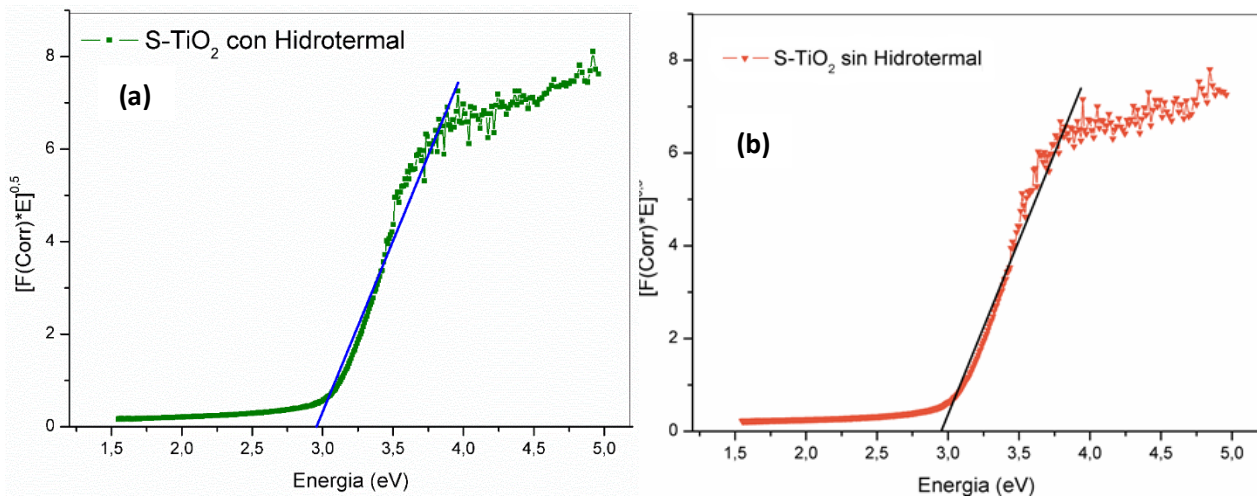 S-TiO₂ con Hidrotermal
(a)
[F(Corr)*E]^0,5
8
6
4
2
0
1,5 2,0 2,5 3,0 3,5 4,0 4,5 5,0
Energia (eV)
S-TiO₂ sin Hidrotermal
(b)
[F(Corr)*E]
8
6
4
2
0
1,5 2,0 2,5 3,0 3,5 4,0 4,5 5,0
Energia (eV)